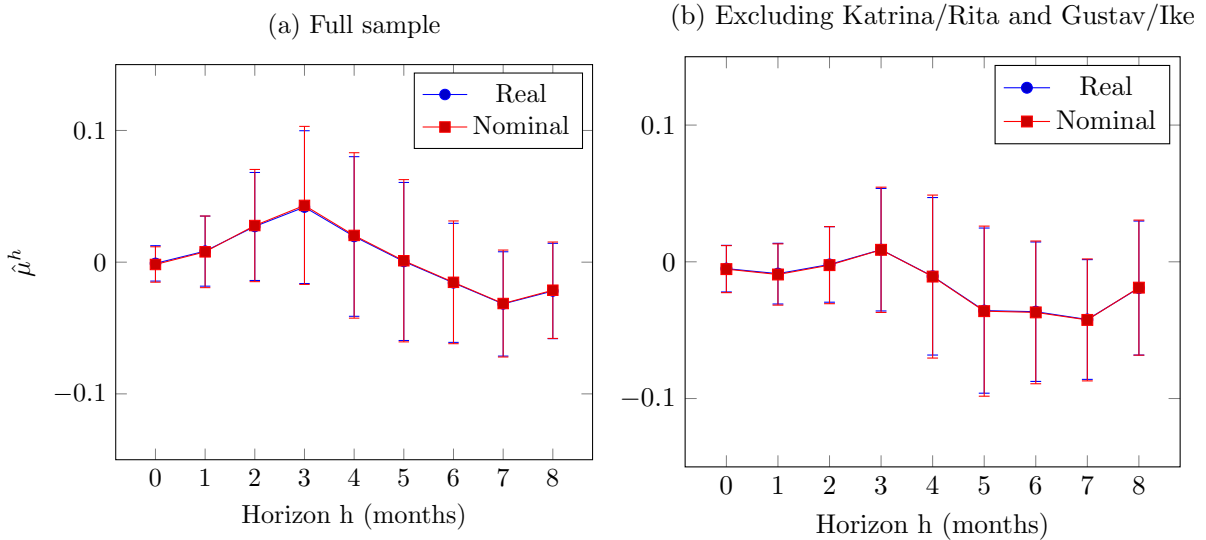 (a) Full sample
Real
Nominal
0.1
0
−0.1
μ̂^h
0 1 2 3 4 5 6 7 8
Horizon h (months)
(b) Excluding Katrina/Rita and Gustav/Ike
Real
Nominal
0.1
0
−0.1
0 1 2 3 4 5 6 7 8
Horizon h (months)